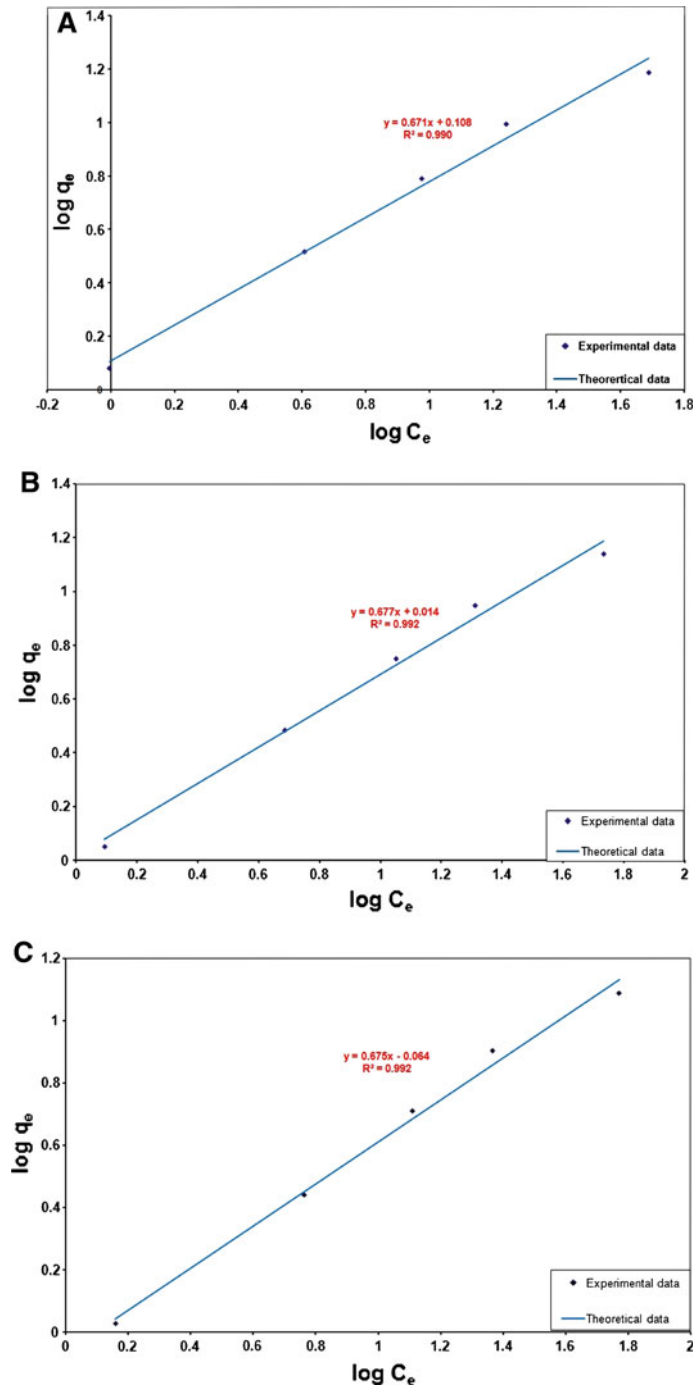 A
1.4
1.2
1
0.8
0.6
0.4
0.2
0
-0.2 0 0.2 0.4 0.6 0.8 1 1.2 1.4 1.6 1.8
log qe
log Ce
y = 0.671x + 0.108
R² = 0.990
Experimental data
Theorertical data
B
1.4
1.2
1
0.8
0.6
0.4
0.2
0
0 0.2 0.4 0.6 0.8 1 1.2 1.4 1.6 1.8 2
log qe
log Ce
y = 0.677x + 0.014
R² = 0.992
Experimental data
Theoretical data
C
1.2
1
0.8
0.6
0.4
0.2
0
0 0.2 0.4 0.6 0.8 1 1.2 1.4 1.6 1.8 2
log qe
log Ce
y = 0.675x - 0.064
R² = 0.992
Experimental data
Theoretical data